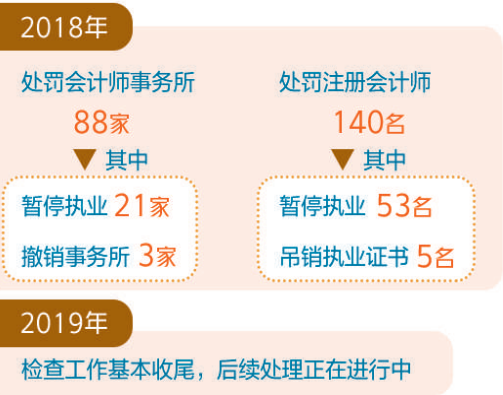 2018年
处罚会计师事务所
88家
其中
暂停执业 21家
撤销事务所 3家
处罚注册会计师
140名
其中
暂停执业 53名
吊销执业证书 5名
2019年
检查工作基本收尾，后续处理正在进行中